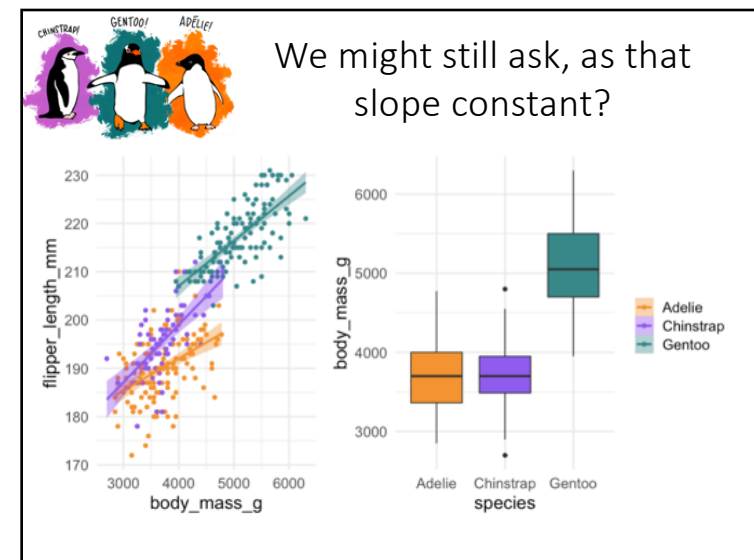 CHINSTRAP!
GENTOO!
ADÉLIE!
We might still ask, as that
slope constant?
230
220
210
200
190
180
170
flipper_length_mm
3000 4000 5000 6000
body_mass_g
6000
5000
4000
3000
body_mass_g
Adelie Chinstrap Gentoo
species
Adelie
Chinstrap
Gentoo